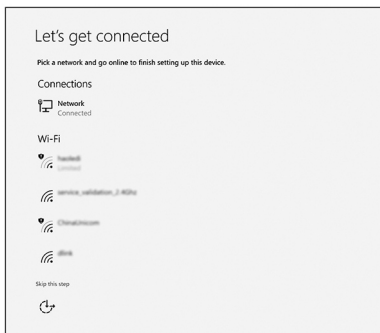 Let's get connected
Pick a network and go online to finish setting up this device.
Connections
Network
Connected
Wi-Fi
Limited
service_validation_2.4Ghz
ChinaUnicom
dlink
Skip this step